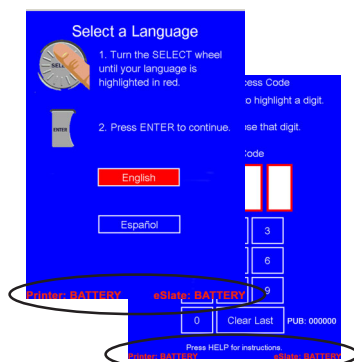 Select a Language
SELECT
1. Turn the SELECT wheel
until your language is
highlighted in red.
ENTER
2. Press ENTER to continue.
English
Español
Printer: BATTERY eSlate: BATTERY
ess Code
o highlight a digit.
se that digit.
Code
3
6
9
0
Clear Last
PUB: 000000
Press HELP for instructions.
Printer: BATTERY eSlate: BATTERY